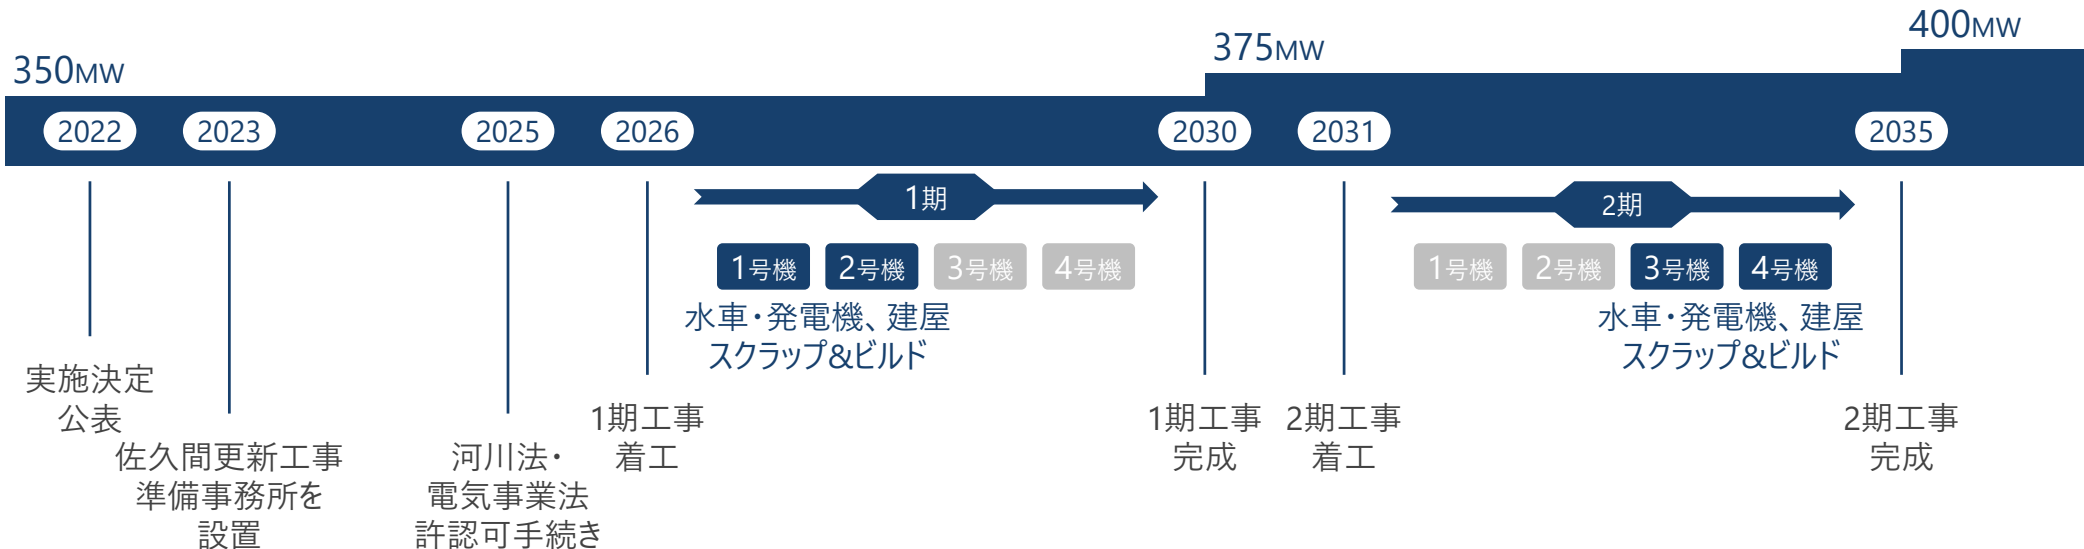 350MW
375MW
400MW
2022
2023
2025
2026
2030
2031
2035
1期
2期
1号機
2号機
3号機
4号機
1号機
2号機
3号機
4号機
水車・発電機、建屋
スクラップ&ビルド
水車・発電機、建屋
スクラップ&ビルド
実施決定
公表
佐久間更新工事
準備事務所を
設置
河川法・
電気事業法
許認可手続き
1期工事
着工
1期工事
完成
2期工事
着工
2期工事
完成